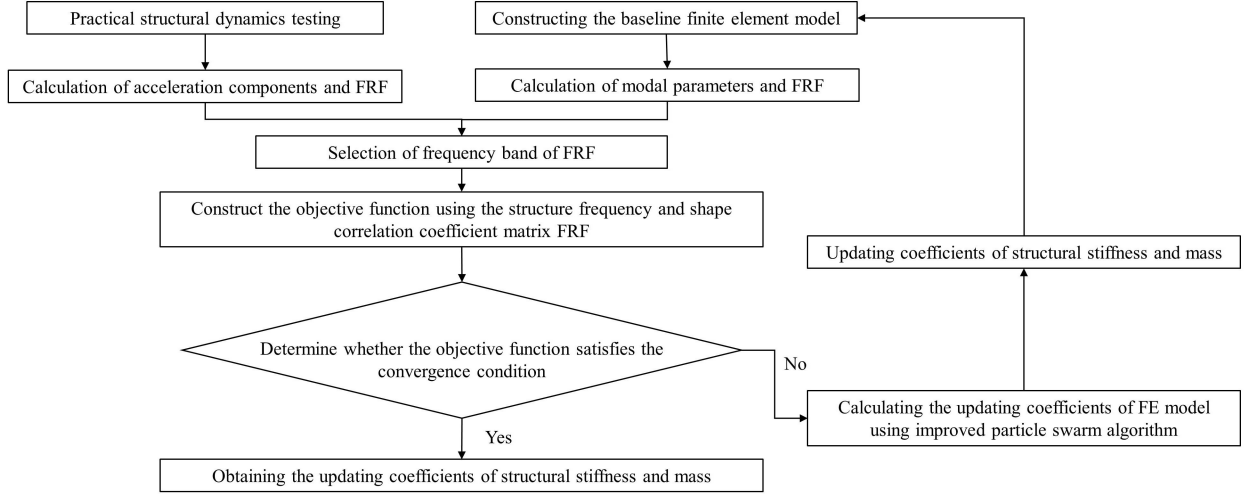 Practical structural dynamics testing
Constructing the baseline finite element model
Calculation of acceleration components and FRF
Calculation of modal parameters and FRF
Selection of frequency band of FRF
Construct the objective function using the structure frequency and shape
correlation coefficient matrix FRF
Updating coefficients of structural stiffness and mass
Determine whether the objective function satisfies the
convergence condition
No
Calculating the updating coefficients of FE model
using improved particle swarm algorithm
Yes
Obtaining the updating coefficients of structural stiffness and mass